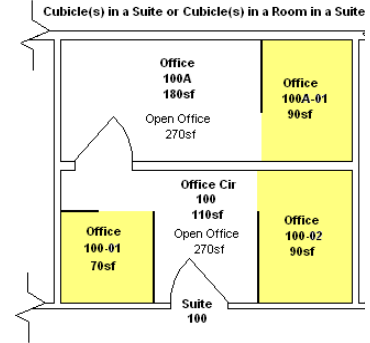 Cubicle(s) in a Suite or Cubicle(s) in a Room in a Suite
Office
100A
180sf
Open Office
270sf
Office
100A-01
90sf
Office Cir
100
110sf
Open Office
270sf
Office
100-01
70sf
Office
100-02
90sf
Suite
100